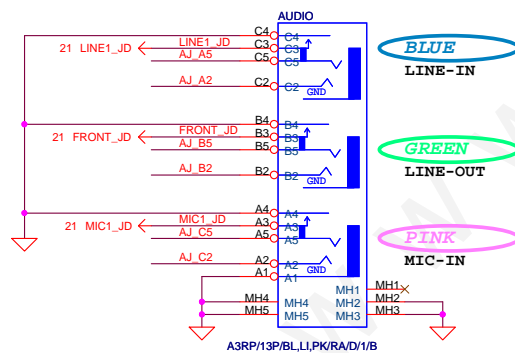 AUDIO
C4 C4
21 LINE1_JD LINE1_JD C3 C3
AJ_A5 C5 C5
AJ_A2 C2 C2
GND
BLUE
LINE-IN
B4 B4
21 FRONT_JD FRONT_JD B3 B3
AJ_B5 B5 B5
AJ_B2 B2 B2
GND
GREEN
LINE-OUT
A4 A4
21 MIC1_JD MIC1_JD A3 A3
AJ_C5 A5 A5
AJ_C2 A2 A2
GND
A1 A1
PINK
MIC-IN
MH1 MH1
MH4 MH4 MH2 MH2
MH5 MH5 MH3 MH3
A3RP/13P/BL,LI,PK/RA/D/1/B